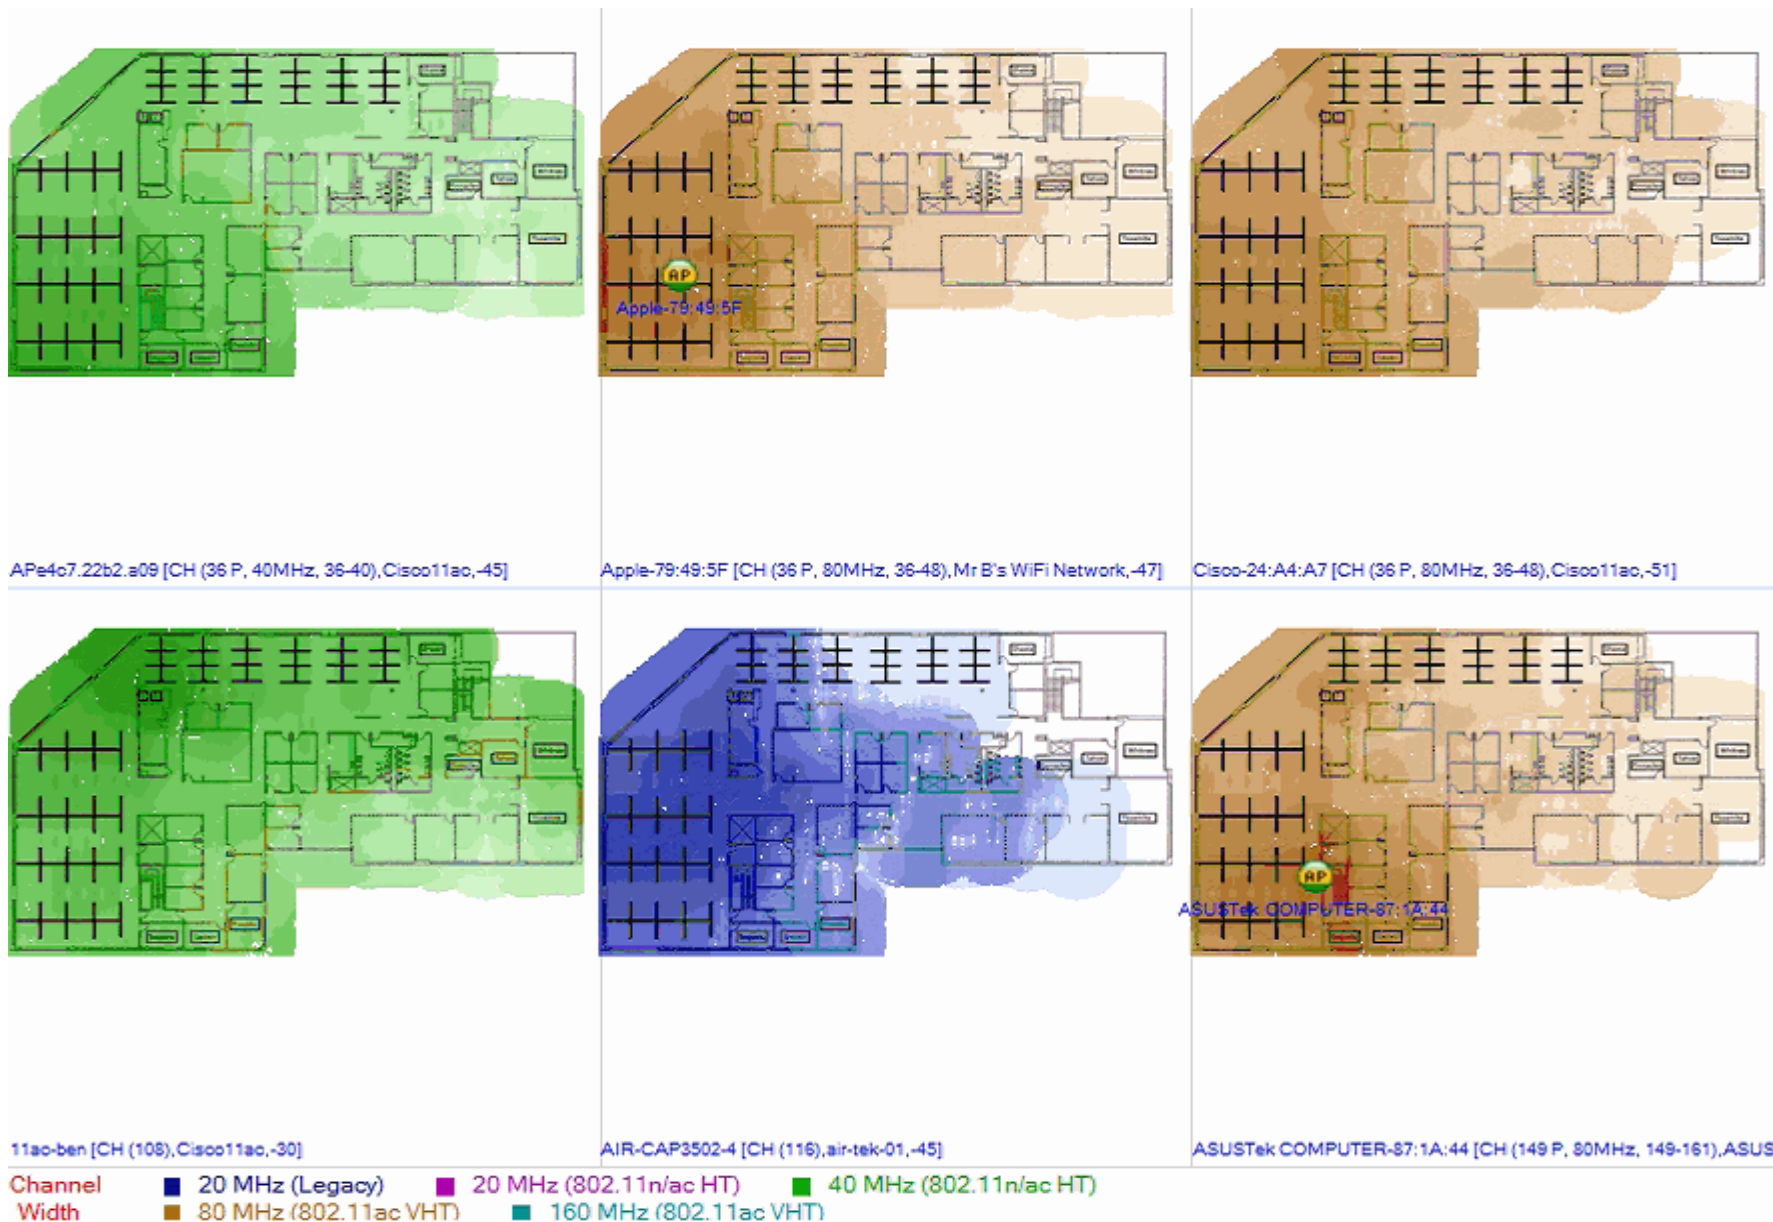 Apple-79:49:5F
APe4c7.22b2.a09 [CH (36 P, 40MHz, 36-40),Cisco11ac,-45]
Apple-79:49:5F [CH (36 P, 80MHz, 36-48),Mr B's WiFi Network,-47]
Cisco-24:A4:A7 [CH (36 P, 80MHz, 36-48),Cisco11ac,-51]
ASUSTek COMPUTER-87:1A:44
11ac-ben [CH (108),Cisco11ac,-30]
AIR-CAP3502-4 [CH (116),air-tek-01,-45]
ASUSTek COMPUTER-87:1A:44 [CH (149 P, 80MHz, 149-161),ASUS
Channel 20 MHz (Legacy) 20 MHz (802.11n/ac HT) 40 MHz (802.11n/ac HT)
Width 80 MHz (802.11ac VHT) 160 MHz (802.11ac VHT)
AP
AP